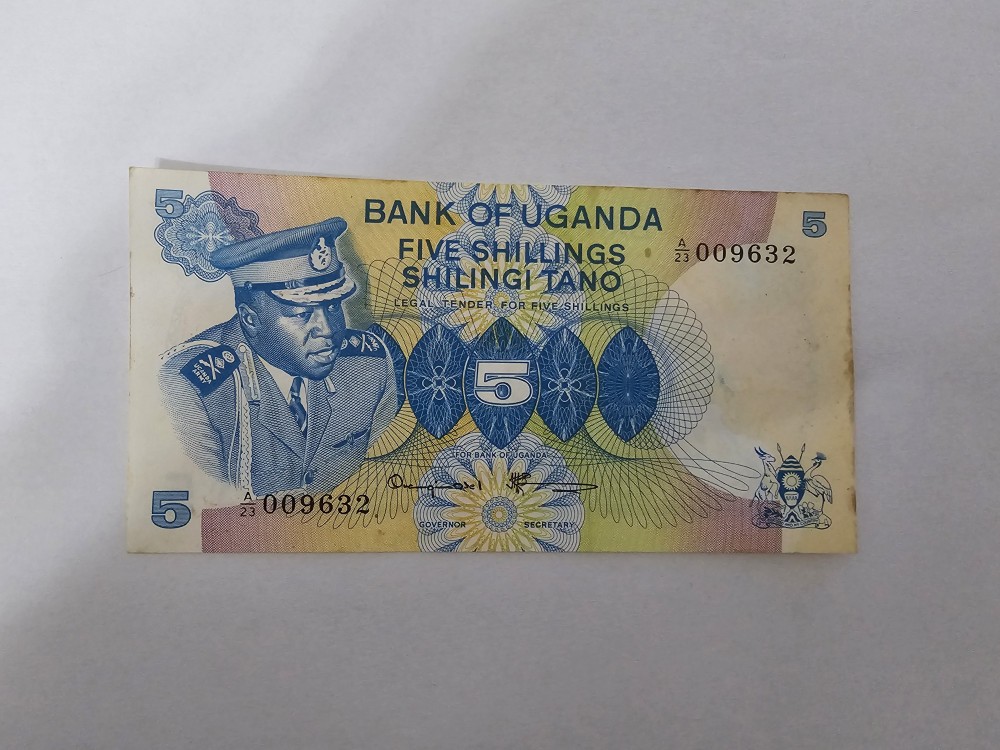 5
5
BANK OF UGANDA
FIVE SHILLINGS
SHILINGI TANO
LEGAL TENDER FOR FIVE SHILLINGS
A/23 009632
5
FOR BANK OF UGANDA
5
A/23 009632
GOVERNOR SECRETARY